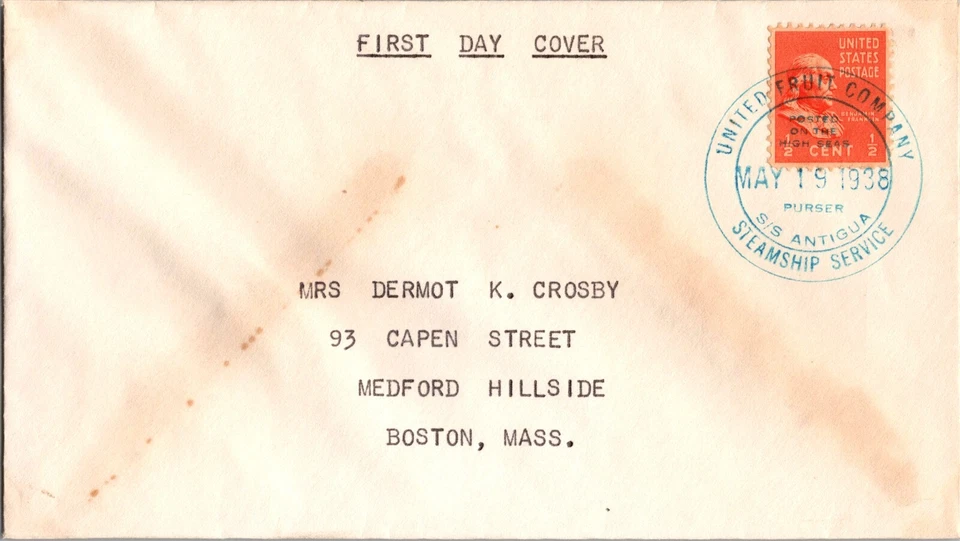 FIRST DAY COVER
UNITED
STATES
POSTAGE
BENJAMIN
FRANKLIN
1/2 CENT 1/2
UNITED FRUIT COMPANY
POSTED
ON THE
HIGH SEAS
MAY 19 1938
PURSER
S/S ANTIGUA
STEAMSHIP SERVICE
MRS DERMOT K. CROSBY
93 CAPEN STREET
MEDFORD HILLSIDE
BOSTON, MASS.